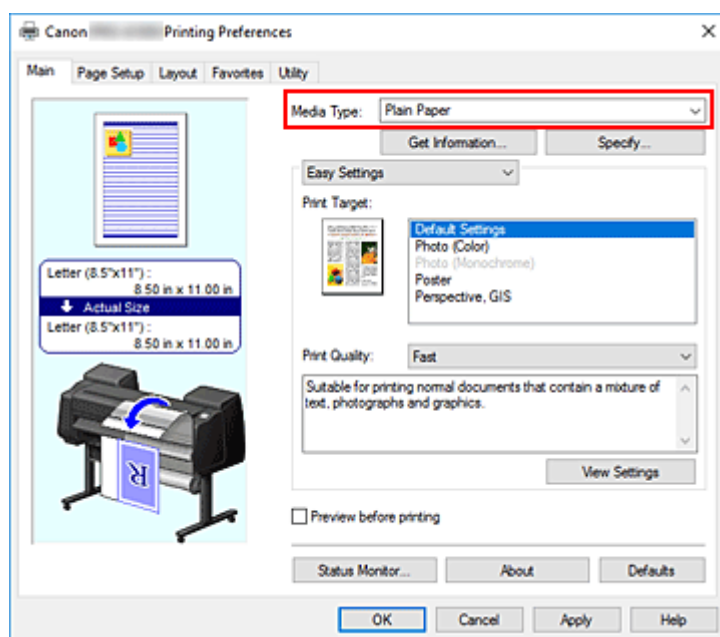 Canon Printing Preferences
Main Page Setup Layout Favorites Utility
Media Type: Plain Paper
Get Information... Specify...
Easy Settings
Print Target:
Default Settings
Photo (Color)
Photo (Monochrome)
Poster
Perspective, GIS
Letter (8.5"x11") :
8.50 in x 11.00 in
Actual Size
Letter (8.5"x11") :
8.50 in x 11.00 in
R
Print Quality: Fast
Suitable for printing normal documents that contain a mixture of
text, photographs and graphics.
View Settings
Preview before printing
Status Monitor... About Defaults
OK Cancel Apply Help